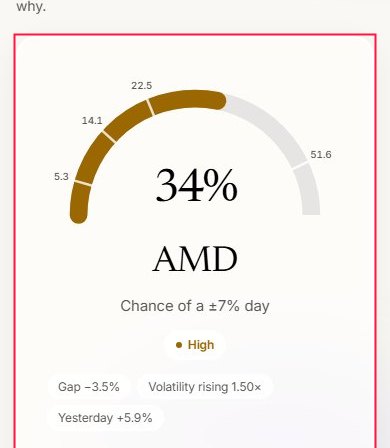 why.
22.5
14.1
5.3
51.6
34%
AMD
Chance of a ±7% day
High
Gap −3.5%
Volatility rising 1.50×
Yesterday +5.9%